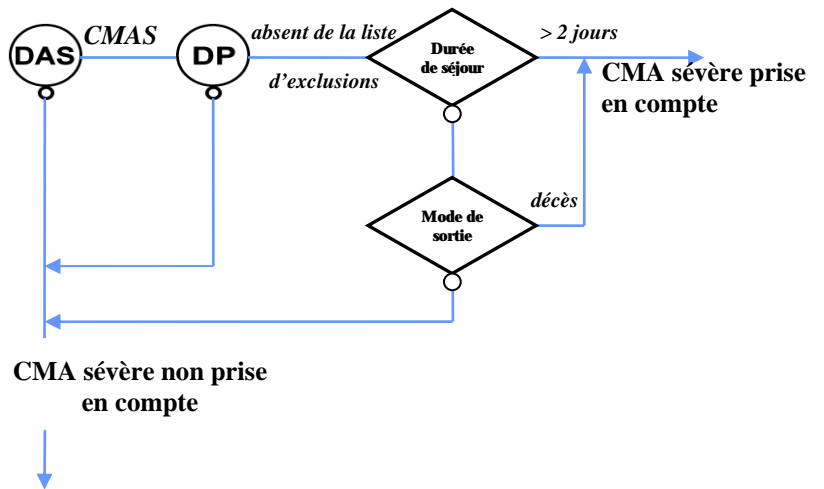 DAS
CMAS
DP
absent de la liste
d'exclusions
Durée
de séjour
> 2 jours
CMA sévère prise
en compte
Mode de
sortie
décès
CMA sévère non prise
en compte